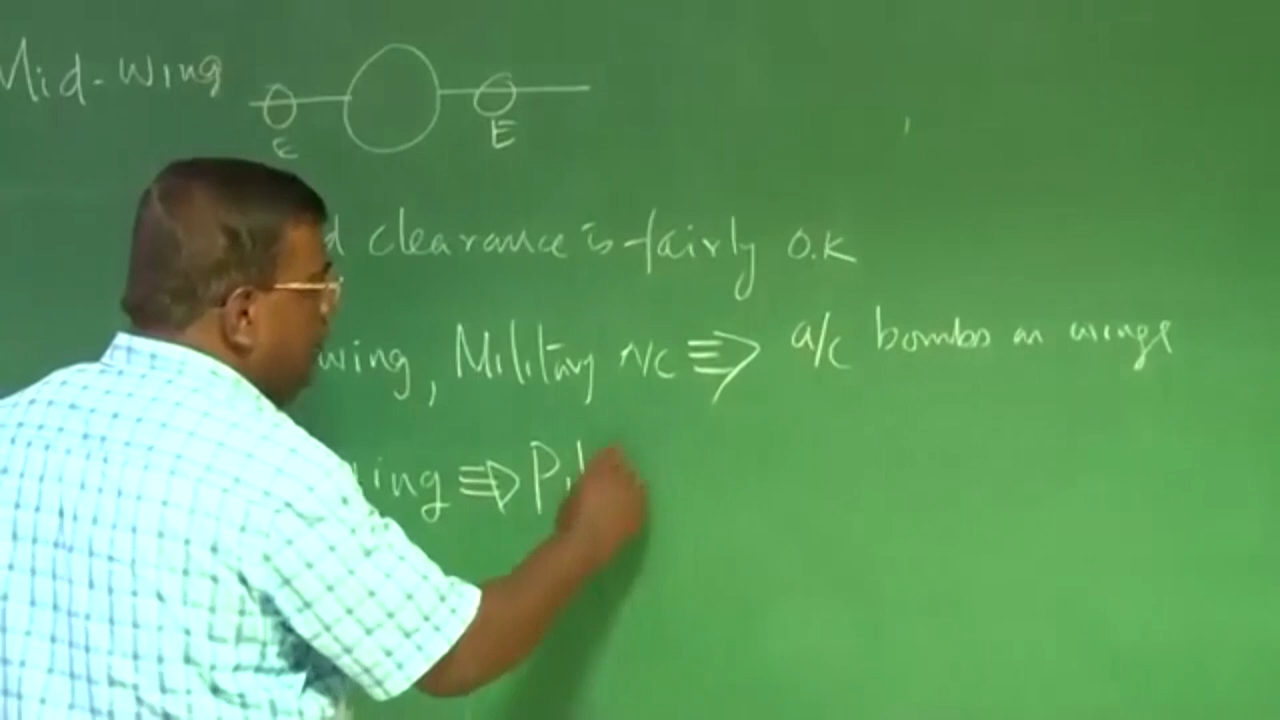 Mid-Wing
E E
d clearance is fairly O.K
wing, Military A/C ⇛ a/c bombs on wings
ing ⇛ Pil